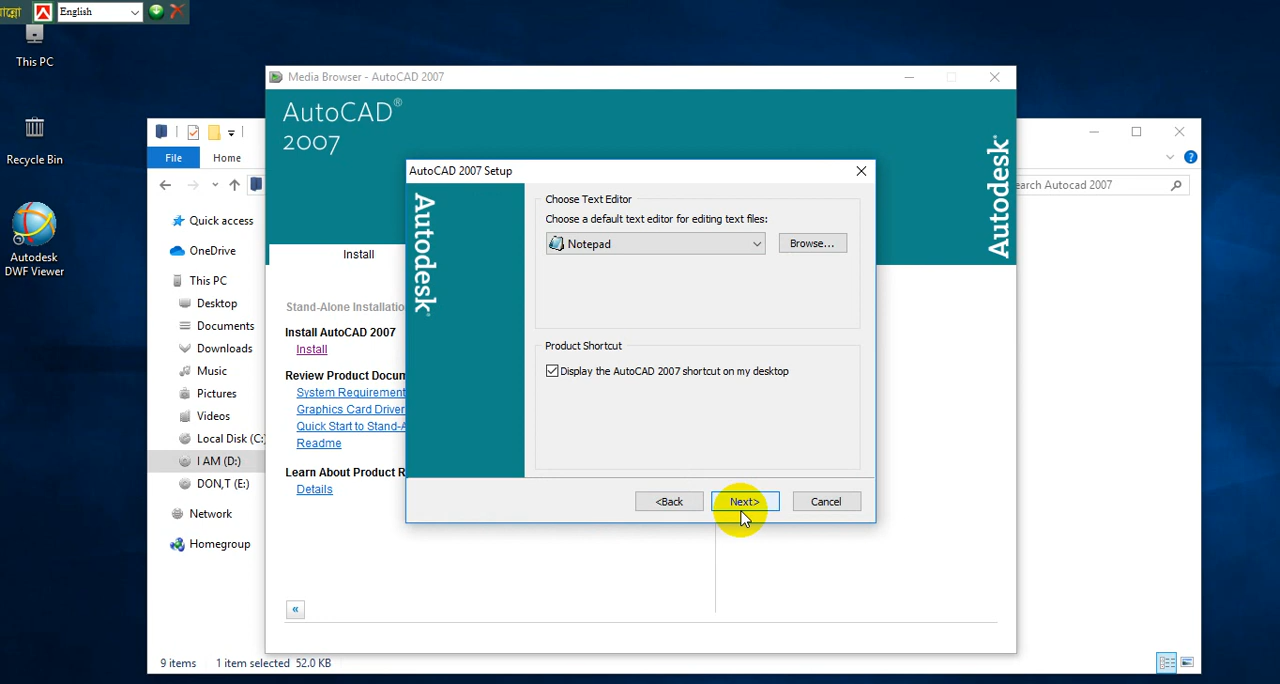 English
This PC
Recycle Bin
Autodesk
DWF Viewer
File
Home
Search Autocad 2007
Quick access
OneDrive
This PC
Desktop
Documents
Downloads
Music
Pictures
Videos
Local Disk (C:
I AM (D:)
DON,T (E:)
Network
Homegroup
9 items 1 item selected 52.0 KB
Media Browser - AutoCAD 2007
AutoCAD®
2007
Autodesk®
Install
Stand-Alone Installatio
Install AutoCAD 2007
Install
Review Product Docum
System Requirement
Graphics Card Driver
Quick Start to Stand-A
Readme
Learn About Product R
Details
«
AutoCAD 2007 Setup
Autodesk®
Choose Text Editor
Choose a default text editor for editing text files:
Notepad
Browse...
Product Shortcut
Display the AutoCAD 2007 shortcut on my desktop
<Back
Next>
Cancel